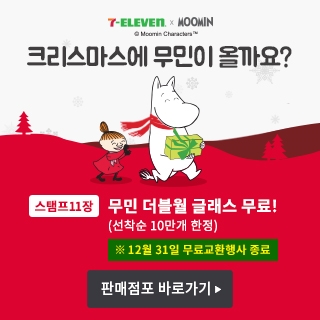 7-ELEVEN. x MOOMIN
© Moomin Characters™
크리스마스에 무민이 올까요?
스탬프11장 무민 더블월 글래스 무료!
(선착순 10만개 한정)
※ 12월 31일 무료교환행사 종료
판매점포 바로가기▶